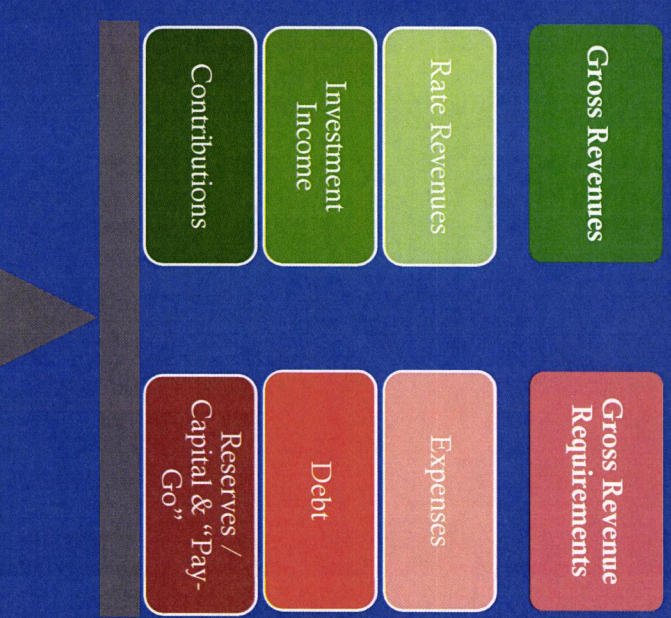 Gross Revenues
Gross Revenue
Requirements
Rate Revenues
Expenses
Investment
Income
Debt
Contributions
Reserves /
Capital & “Pay-
Go”